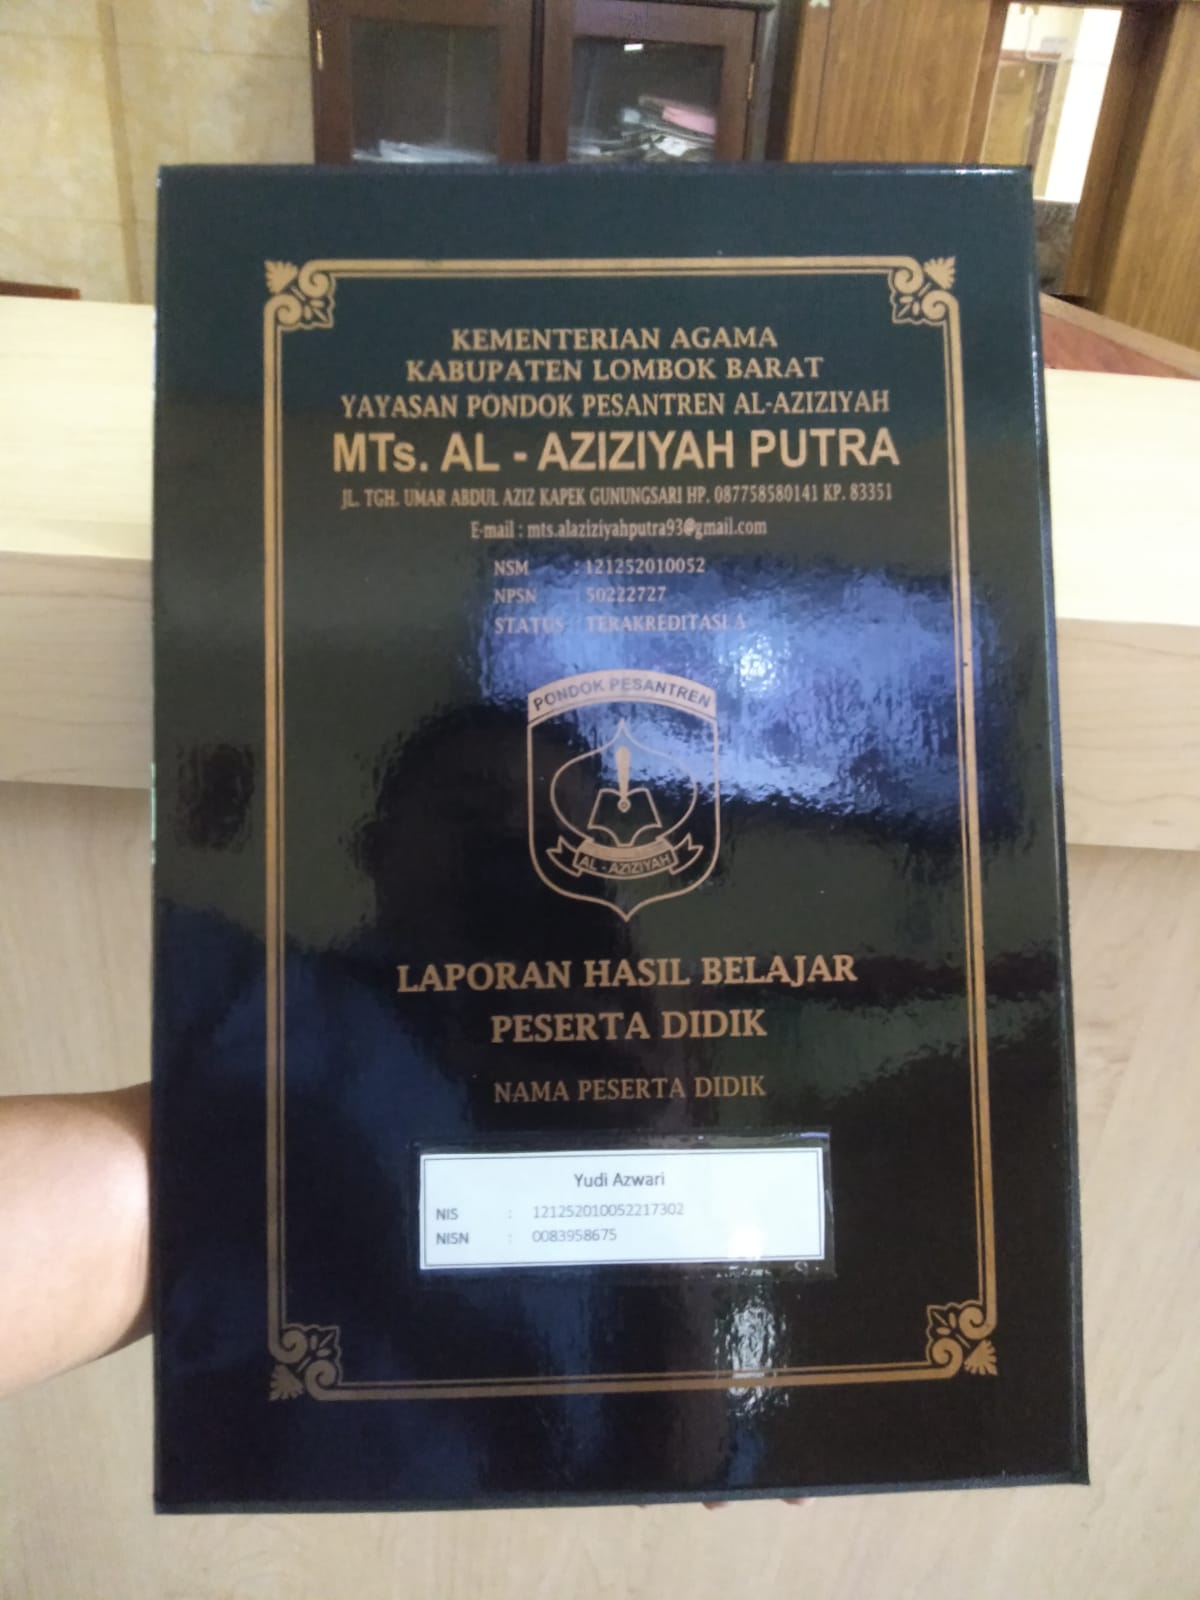 KEMENTERIAN AGAMA
KABUPATEN LOMBOK BARAT
YAYASAN PONDOK PESANTREN AL-AZIZIYAH
MTs. AL - AZIZIYAH PUTRA
JL. TGH. UMAR ABDUL AZIZ KAPEK GUNUNGSARI HP. 087758580141 KP. 83351
E-mail : mts.alaziziyahputra93@gmail.com
NSM : 121252010052
NPSN : 50222727
STATUS : TERAKREDITASI A
PONDOK PESANTREN
AL - AZIZIYAH
LAPORAN HASIL BELAJAR
PESERTA DIDIK
NAMA PESERTA DIDIK
Yudi Azwari
NIS : 121252010052217302
NISN : 0083958675